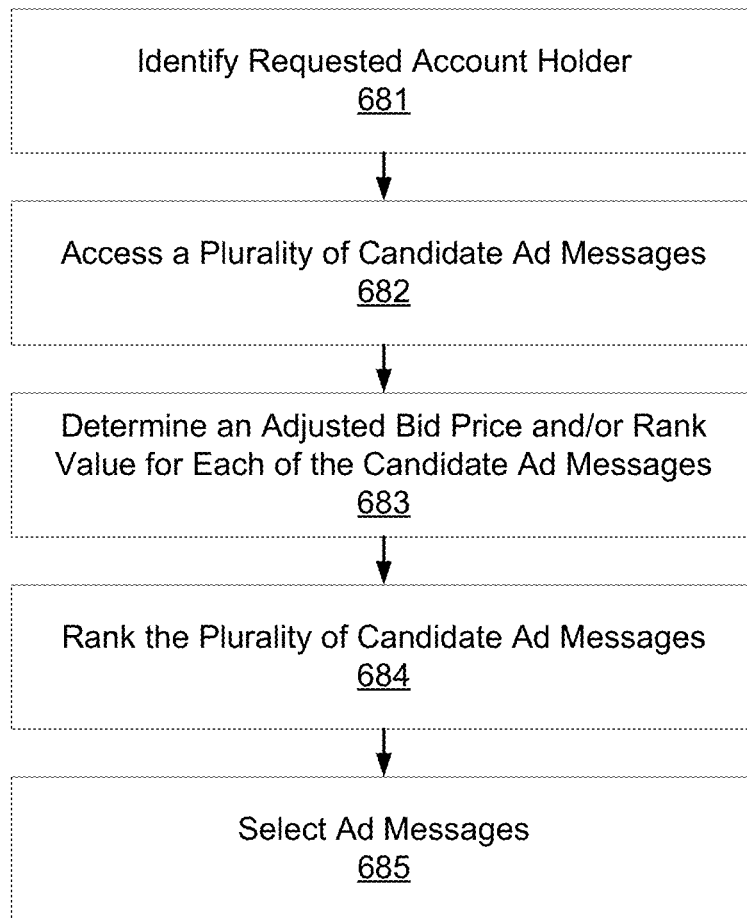 Identify Requested Account Holder
681
Access a Plurality of Candidate Ad Messages
682
Determine an Adjusted Bid Price and/or Rank
Value for Each of the Candidate Ad Messages
683
Rank the Plurality of Candidate Ad Messages
684
Select Ad Messages
685